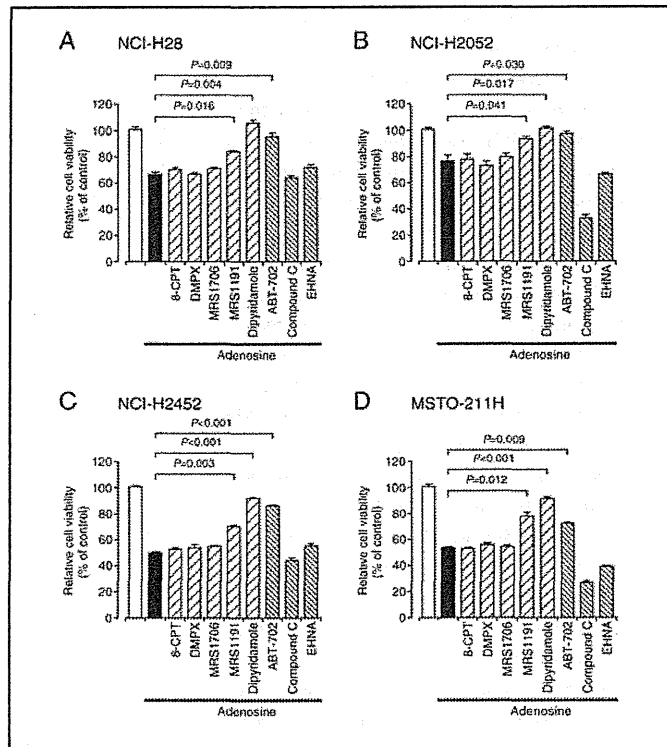 A NCI-H28
P=0.009
P=0.004
P=0.016
Relative cell viability
(% of control)
120
100
80
60
40
20
0
8-CPT
DMPX
MRS1706
MRS1191
Dipyridamole
ABT-702
Compound C
EHNA
Adenosine
B NCI-H2052
P=0.030
P=0.017
P=0.041
Relative cell viability
(% of control)
120
100
80
60
40
20
0
8-CPT
DMPX
MRS1706
MRS1191
Dipyridamole
ABT-702
Compound C
EHNA
Adenosine
C NCI-H2452
P<0.001
P<0.001
P=0.003
Relative cell viability
(% of control)
120
100
80
60
40
20
0
8-CPT
DMPX
MRS1706
MRS1191
Dipyridamole
ABT-702
Compound C
EHNA
Adenosine
D MSTO-211H
P=0.009
P<0.001
P=0.012
Relative cell viability
(% of control)
120
100
80
60
40
20
0
8-CPT
DMPX
MRS1706
MRS1191
Dipyridamole
ABT-702
Compound C
EHNA
Adenosine